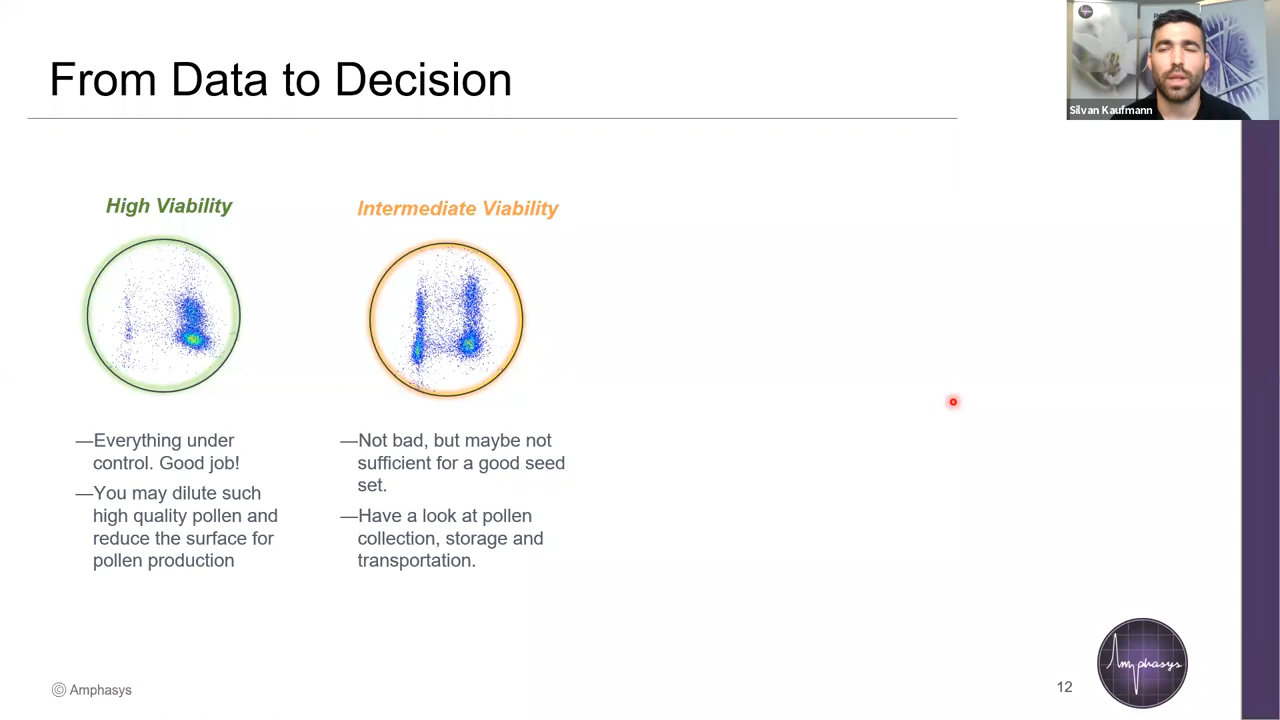 From Data to Decision
Silvan Kaufmann
High Viability
Intermediate Viability
—Everything under
control. Good job!
—You may dilute such
high quality pollen and
reduce the surface for
pollen production
—Not bad, but maybe not
sufficient for a good seed
set.
—Have a look at pollen
collection, storage and
transportation.
© Amphasys
12
Amphasys